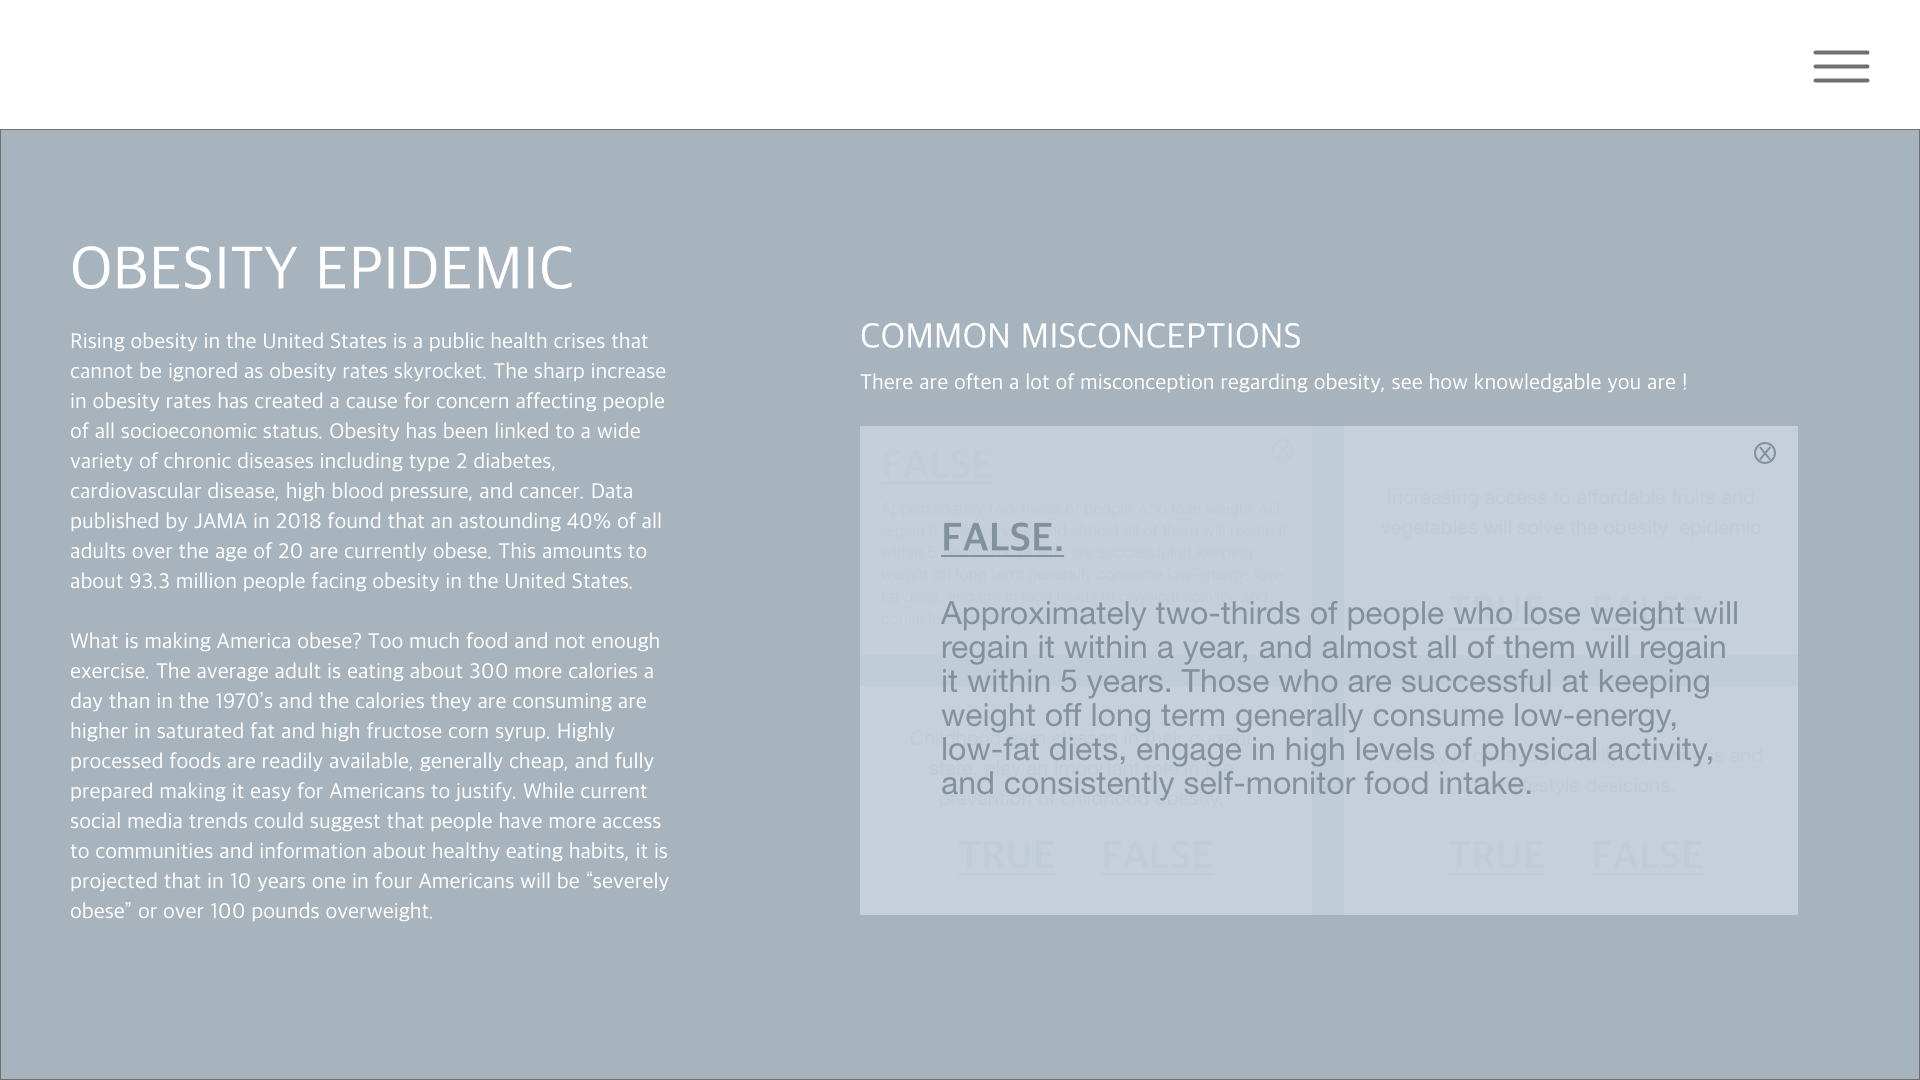 OBESITY EPIDEMIC
Rising obesity in the United States is a public health crises that
cannot be ignored as obesity rates skyrocket. The sharp increase
in obesity rates has created a cause for concern affecting people
of all socioeconomic status. Obesity has been linked to a wide
variety of chronic diseases including type 2 diabetes,
cardiovascular disease, high blood pressure, and cancer. Data
published by JAMA in 2018 found that an astounding 40% of all
adults over the age of 20 are currently obese. This amounts to
about 93.3 million people facing obesity in the United States.
What is making America obese? Too much food and not enough
exercise. The average adult is eating about 300 more calories a
day than in the 1970’s and the calories they are consuming are
higher in saturated fat and high fructose corn syrup. Highly
processed foods are readily available, generally cheap, and fully
prepared making it easy for Americans to justify. While current
social media trends could suggest that people have more access
to communities and information about healthy eating habits, it is
projected that in 10 years one in four Americans will be “severely
obese” or over 100 pounds overweight.
COMMON MISCONCEPTIONS
There are often a lot of misconception regarding obesity, see how knowledgable you are !
FALSE
Increasing access to affordable fruits and
vegetables will solve the obesity epidemic
FALSE.
Approximately two-thirds of people who lose weight will
regain it within a year, and almost all of them will regain
it within 5 years. Those who are successful at keeping
weight off long term generally consume low-energy,
low-fat diets, engage in high levels of physical activity,
and consistently self-monitor food intake.
TRUE FALSE
prevention of childhood obesity.
TRUE FALSE
TRUE FALSE